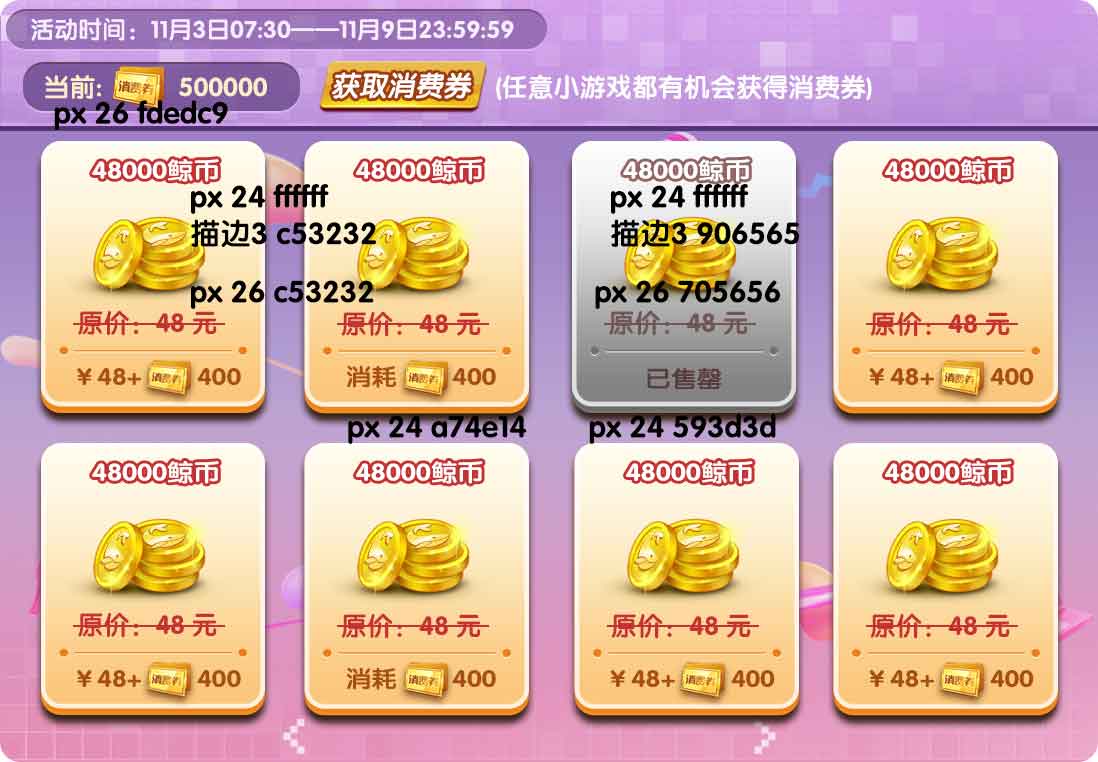 活动时间：11月3日07:30——11月9日23:59:59
当前: 消费券 500000 获取消费券 (任意小游戏都有机会获得消费券)
px 26 fdedc9
48000鲸币 48000鲸币 48000鲸币 48000鲸币
px 24 ffffff px 24 ffffff
描边3 c53232 描边3 906565
px 26 c53232 px 26 705656
原价：48 元 原价：48 元 原价：48 元 原价：48 元
￥48+ 消费券 400 消耗 消费券 400 已售罄 ￥48+ 消费券 400
px 24 a74e14 px 24 593d3d
48000鲸币 48000鲸币 48000鲸币 48000鲸币
原价：48 元 原价：48 元 原价：48 元 原价：48 元
￥48+ 消费券 400 消耗 消费券 400 ￥48+ 消费券 400 ￥48+ 消费券 400